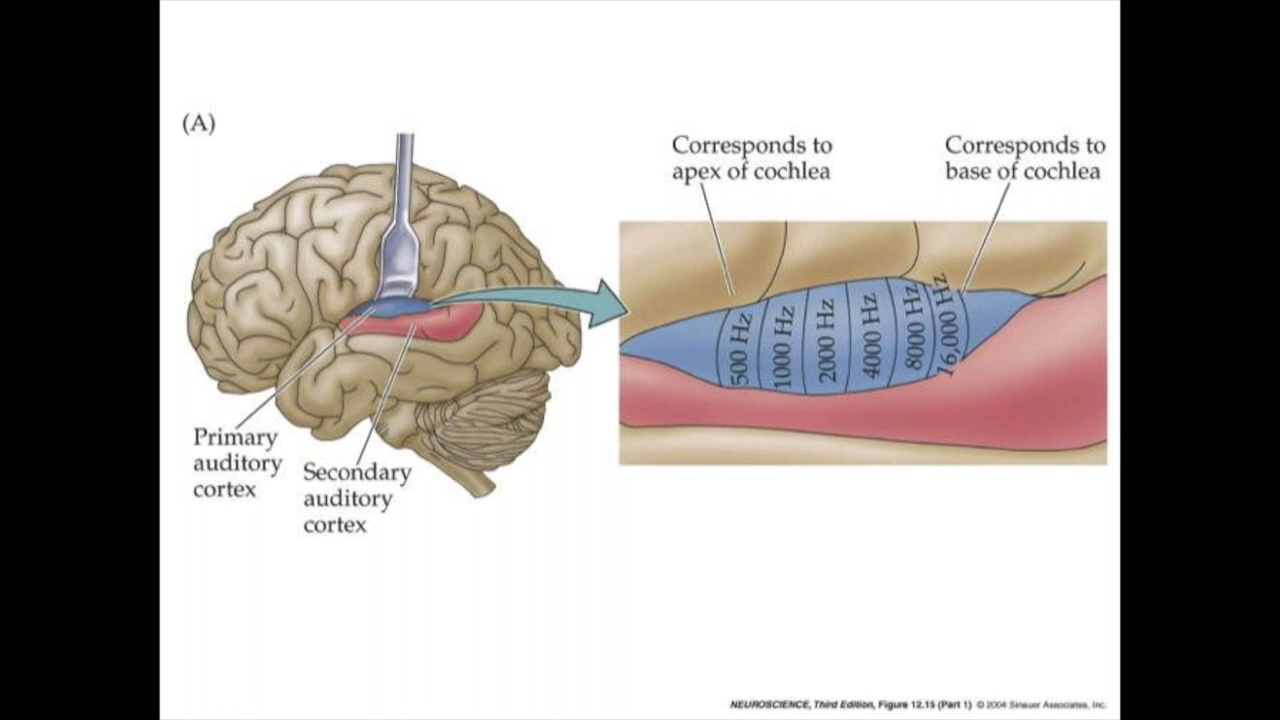 (A)
Corresponds to
apex of cochlea
Corresponds to
base of cochlea
500 Hz
1000 Hz
2000 Hz
4000 Hz
8000 Hz
16,000 Hz
Primary
auditory
cortex
Secondary
auditory
cortex
NEUROSCIENCE, Third Edition, Figure 12.15 (Part 1) © 2004 Sinauer Associates, Inc.